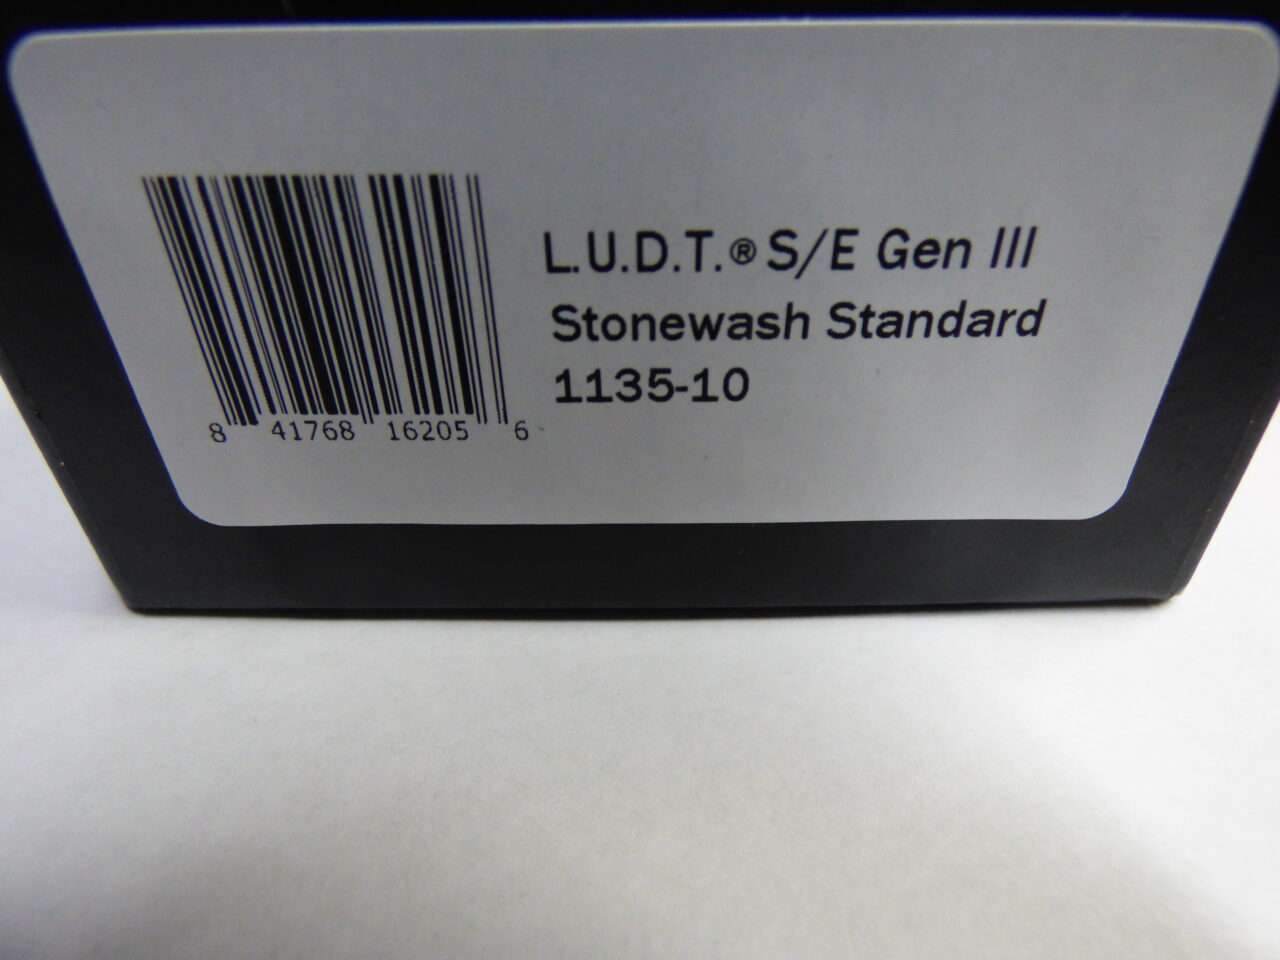 L.U.D.T.® S/E Gen III
Stonewash Standard
1135-10
8 41768 16205 6